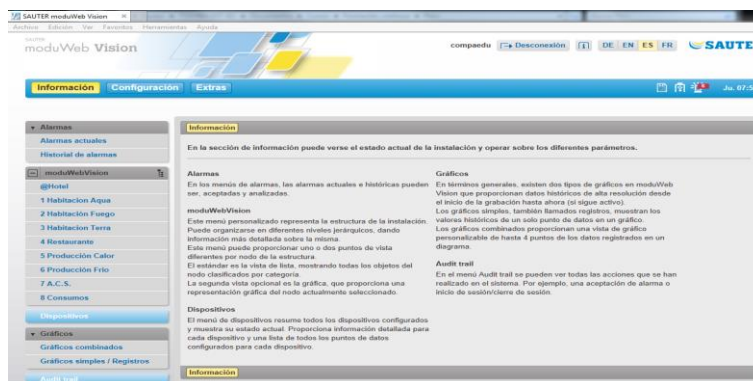 SAUTER moduWeb Vision
Archivo Edición Ver Favoritos Herramientas Ayuda
SAUTER
moduWeb Vision
compaedu Desconexión DE EN ES FR SAUTE
Información Configuración Extras
Ju. 07:5
Alarmas
Alarmas actuales
Historial de alarmas
moduWebVision
@Hotel
1 Habitacion Aqua
2 Habitación Fuego
3 Habitacion Terra
4 Restaurante
5 Producción Calor
6 Producción Frio
7 A.C.S.
8 Consumos
Dispositivos
Gráficos
Gráficos combinados
Gráficos simples / Registros
Audit trail
Información
En la sección de información puede verse el estado actual de la instalación y operar sobre los diferentes parámetros.
Alarmas
En los menús de alarmas, las alarmas actuales e históricas pueden
ser, aceptadas y analizadas.
moduWebVision
Este menú personalizado representa la estructura de la instalación.
Puede organizarse en diferentes niveles jerárquicos, dando
información más detallada sobre la misma.
Este menú puede proporcionar uno o dos puntos de vista
diferentes por nodo de la estructura.
El estándar es la vista de lista, mostrando todas los objetos del
nodo clasificados por categoría.
La segunda vista opcional es la gráfica, que proporciona una
representación gráfica del nodo actualmente seleccionado.
Dispositivos
El menú de dispositivos resume todos los dispositivos configurados
y muestra su estado actual. Proporciona información detallada para
cada dispositivo y una lista de todos los puntos de datos
configurados para cada dispositivo.
Gráficos
En términos generales, existen dos tipos de gráficos en moduWeb
Vision que proporcionan datos históricos de alta resolución desde
el inicio de la grabación hasta ahora (si sigue activo).
Los gráficos simples, también llamados registros, muestran los
valores históricos de un solo punto de datos en un gráfico.
Los gráficos combinados proporcionan una vista de gráfico
personalizable de hasta 4 puntos de los datos registrados en un
diagrama.
Audit trail
En el menú Audit trail se pueden ver todas las acciones que se han
realizado en el sistema. Por ejemplo, una aceptación de alarma o
inicio de sesión/cierre de sesión.
Información